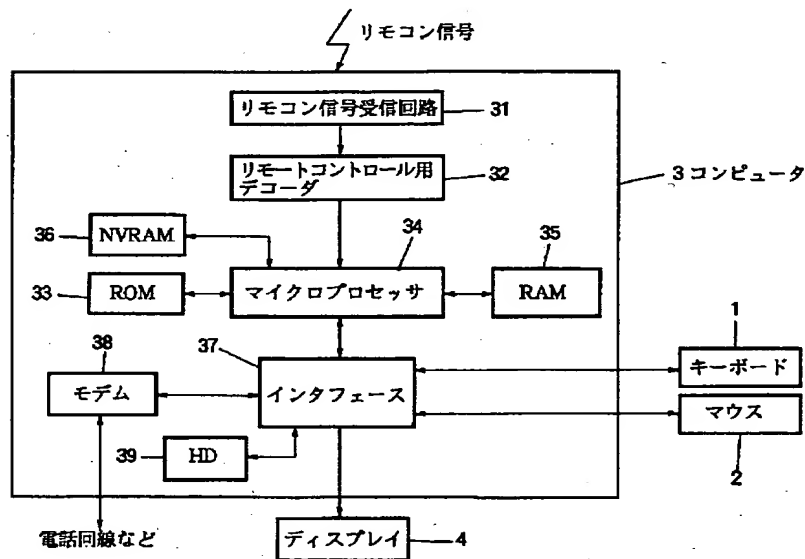 リモコン信号
リモコン信号受信回路
31
リモートコントロール用
デコーダ
32
3 コンピュータ
36
NVRAM
34
35
33
ROM
マイクロプロセッサ
RAM
38
37
1
モデム
インタフェース
キーボード
マウス
39
HD
2
電話回線など
ディスプレイ
4